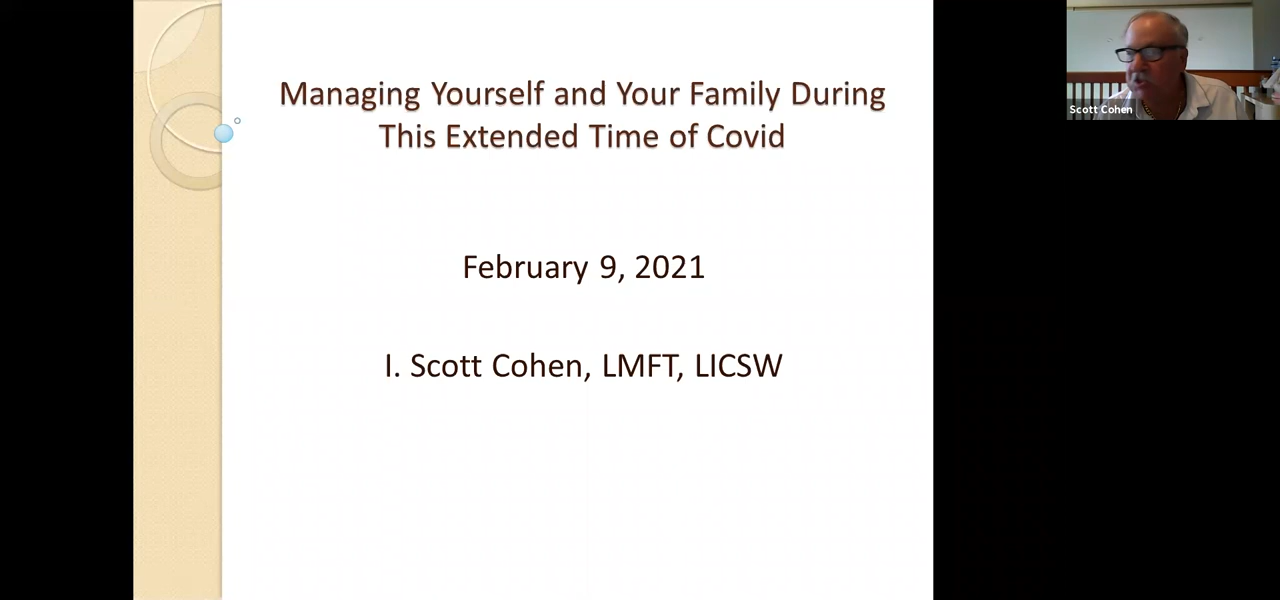 Managing Yourself and Your Family During
This Extended Time of Covid
February 9, 2021
I. Scott Cohen, LMFT, LICSW
Scott Cohen